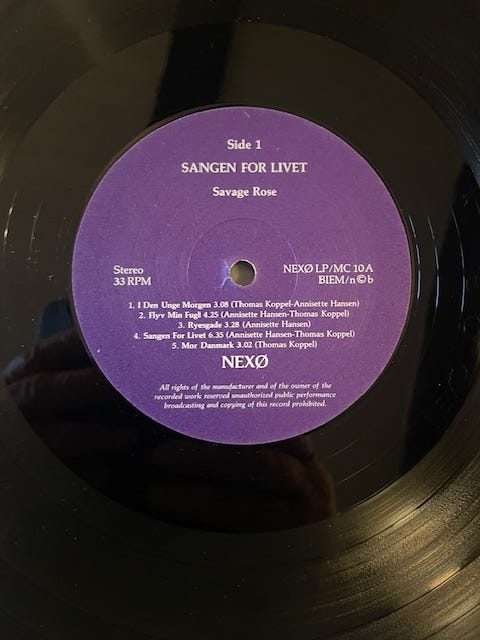 Side 1
SANGEN FOR LIVET
Savage Rose
Stereo
33 RPM
NEXØ LP/MC 10 A
BIEM/n©b
1. I Den Unge Morgen 3.08 (Thomas Koppel-Annisette Hansen)
2. Flyv Min Fugl 4.25 (Annisette Hansen-Thomas Koppel)
3. Ryesgade 3.28 (Annisette Hansen)
4. Sangen For Livet 6.35 (Annisette Hansen-Thomas Koppel)
5. Mor Danmark 3.02 (Thomas Koppel)
NEXØ
All rights of the manufacturer and of the owner of the
recorded work reserved unauthorized public performance
broadcasting and copying of this record prohibited.